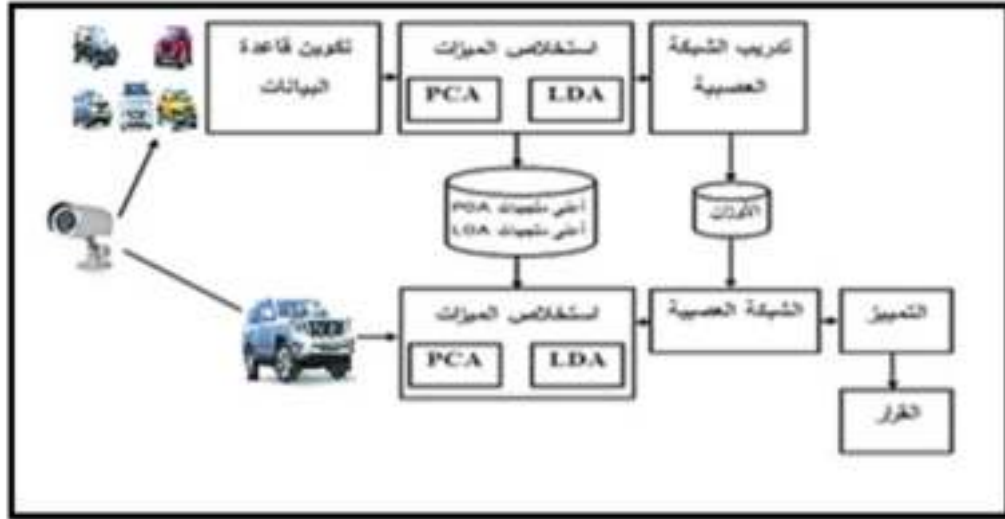 تكوين قاعدة
البيانات
استخلاص الميزات
PCA
LDA
تدريب الشبكة
العصبية
أعلى متجهات PCA
أعلى متجهات LDA
الأوزان
استخلاص الميزات
PCA
LDA
الشبكة العصبية
التمييز
القرار